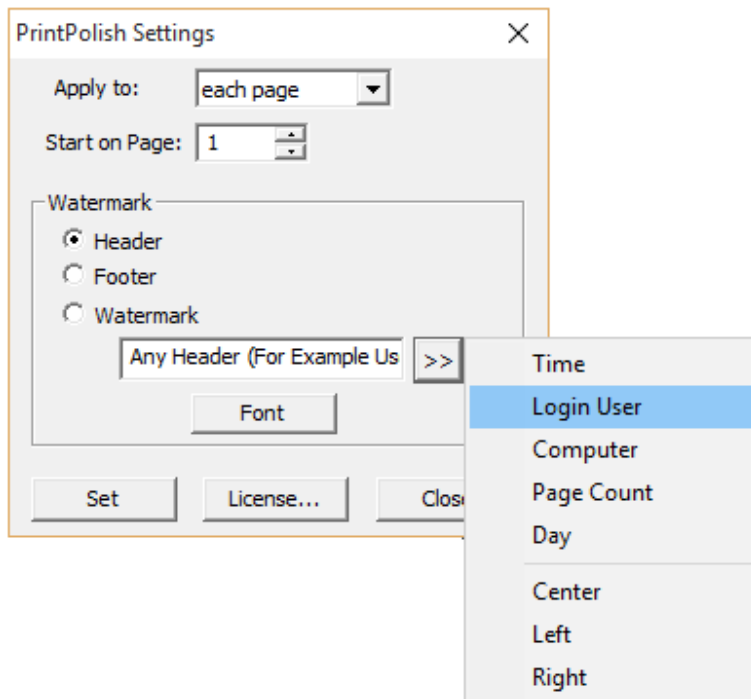 PrintPolish Settings
Apply to: each page
Start on Page: 1
Watermark
Header
Footer
Watermark
Any Header (For Example Us >>
Font
Set License... Clos
Time
Login User
Computer
Page Count
Day
Center
Left
Right